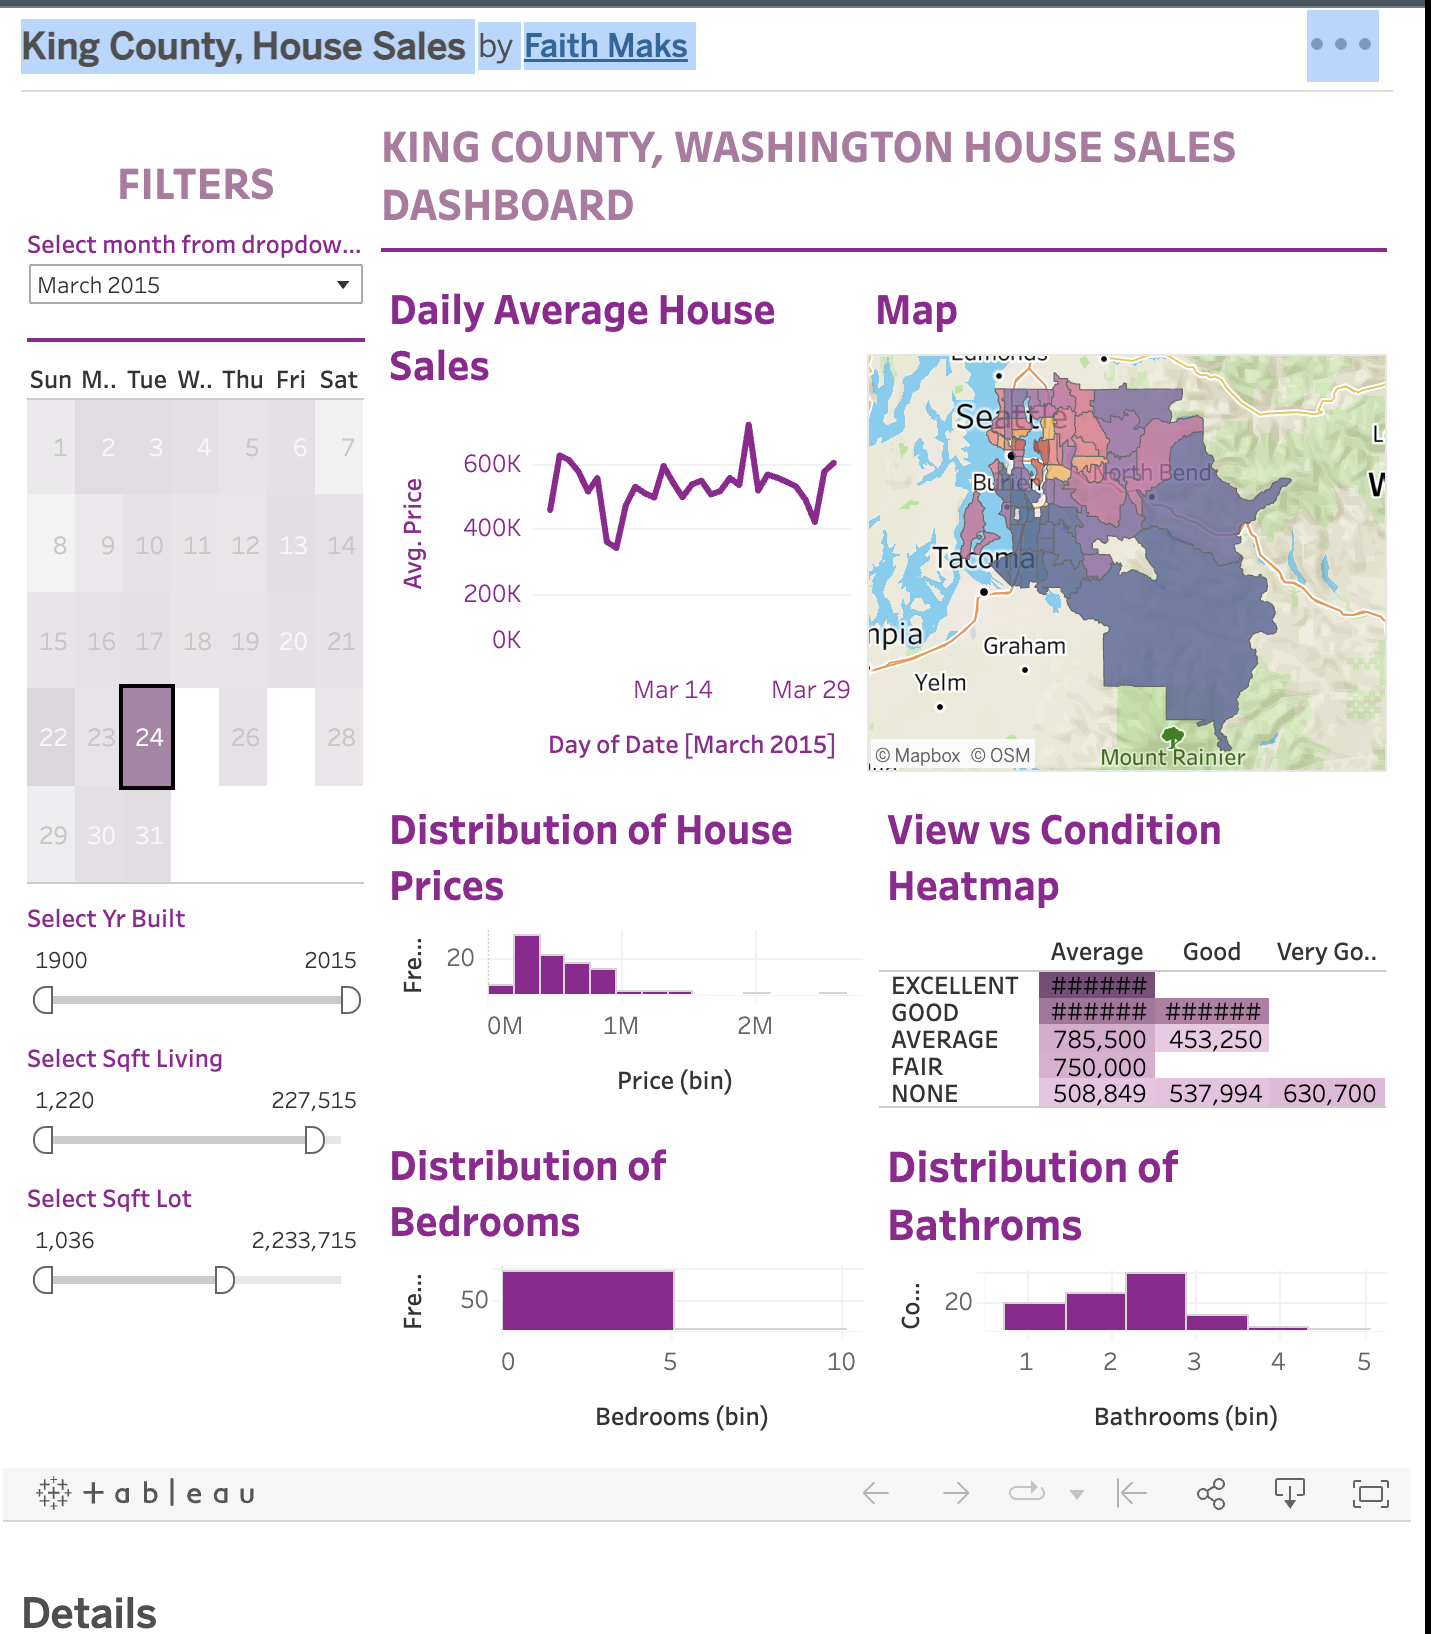 King County, House Sales by Faith Maks
FILTERS
Select month from dropdow...
March 2015
Sun M.. Tue W.. Thu Fri Sat
1 2 3 4 5 6 7
8 9 10 11 12 13 14
15 16 17 18 19 20 21
22 23 24 26 28
29 30 31
Select Yr Built
1900 2015
Select Sqft Living
1,220 227,515
Select Sqft Lot
1,036 2,233,715
KING COUNTY, WASHINGTON HOUSE SALES
DASHBOARD
Daily Average House
Sales
Avg. Price
600K
400K
200K
0K
Mar 14 Mar 29
Day of Date [March 2015]
Map
Edmonds
Seattle
North Bend
Burien
Tacoma
Graham
Yelm
Mount Rainier
© Mapbox © OSM
Distribution of House
Prices
Fre...
20
0M 1M 2M
Price (bin)
View vs Condition
Heatmap
Average Good Very Go..
EXCELLENT ######
GOOD ###### ######
AVERAGE 785,500 453,250
FAIR 750,000
NONE 508,849 537,994 630,700
Distribution of
Bedrooms
Fre...
50
0 5 10
Bedrooms (bin)
Distribution of
Bathroms
Co...
20
1 2 3 4 5
Bathrooms (bin)
+ableau
Details